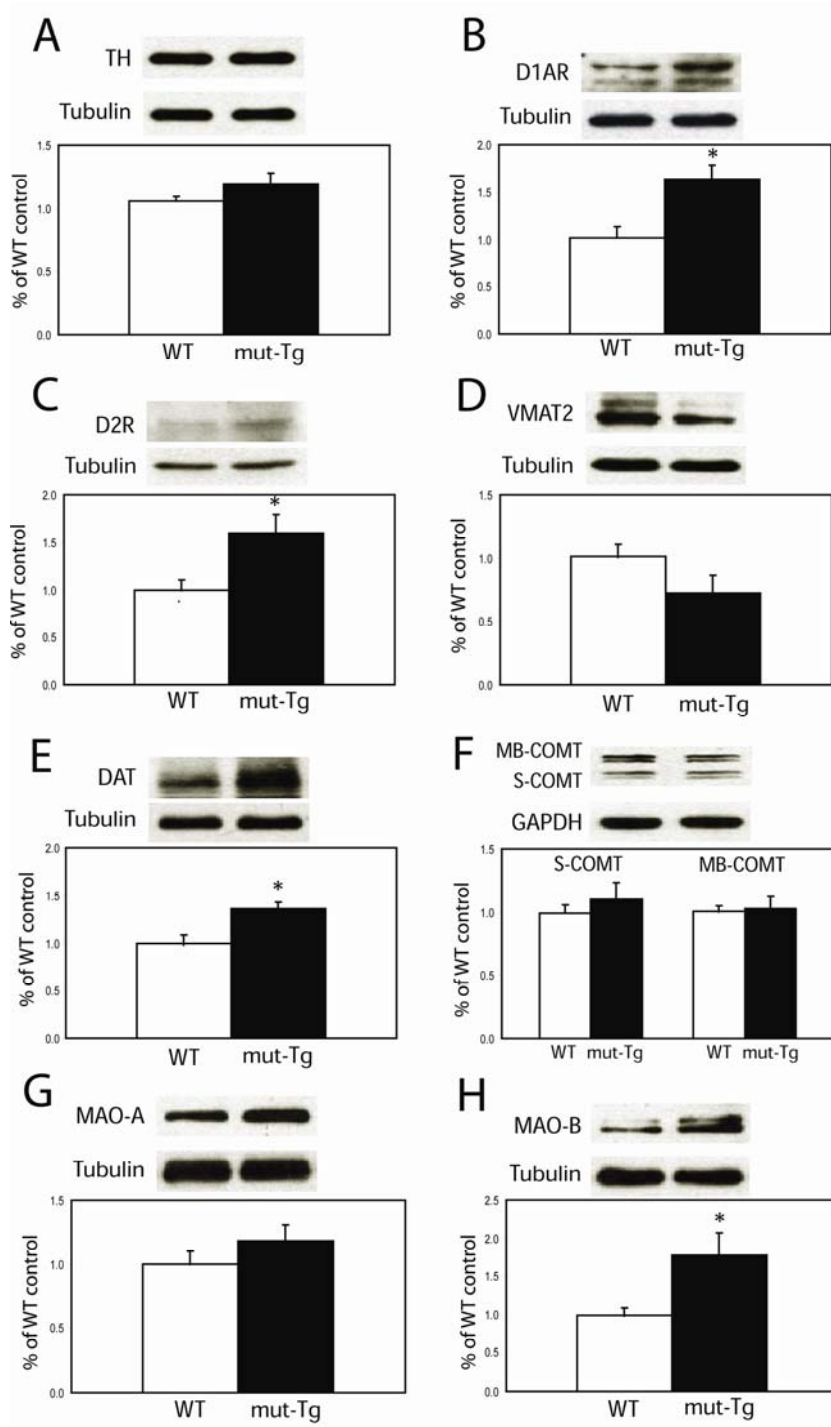 A
TH
Tubulin
% of WT control
1.5
1.0
0.5
0.0
WT mut-Tg
B
D1AR
Tubulin
% of WT control
2.0
1.5
1.0
0.5
0.0
*
WT mut-Tg
C
D2R
Tubulin
% of WT control
2.0
1.5
1.0
0.5
0.0
*
WT mut-Tg
D
VMAT2
Tubulin
% of WT control
1.5
1.0
0.5
0.0
WT mut-Tg
E
DAT
Tubulin
% of WT control
2.0
1.5
1.0
0.5
0.0
*
WT mut-Tg
F
MB-COMT
S-COMT
GAPDH
% of WT control
1.5
1.0
0.5
0.0
S-COMT MB-COMT
WT mut-Tg WT mut-Tg
G
MAO-A
Tubulin
% of WT control
1.5
1.0
0.5
0.0
WT mut-Tg
H
MAO-B
Tubulin
% of WT control
2.5
2.0
1.5
1.0
0.5
0.0
*
WT mut-Tg